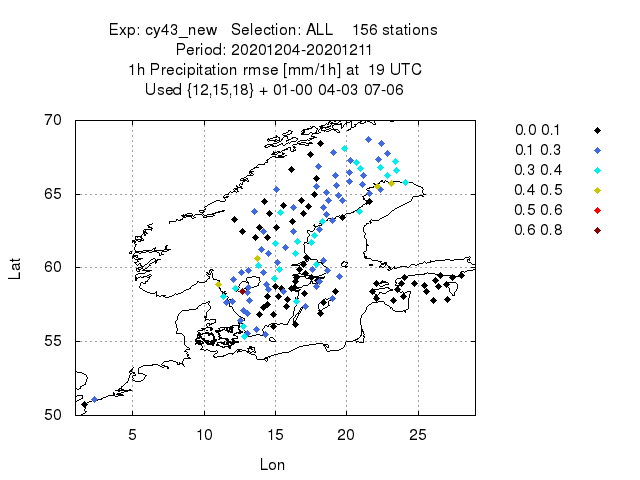 Exp: cy43_new Selection: ALL 156 stations
Period: 20201204-20201211
1h Precipitation rmse [mm/1h] at 19 UTC
Used {12,15,18} + 01-00 04-03 07-06
70
65
60
55
50
Lat
5 10 15 20 25
Lon
0.0 0.1
0.1 0.3
0.3 0.4
0.4 0.5
0.5 0.6
0.6 0.8